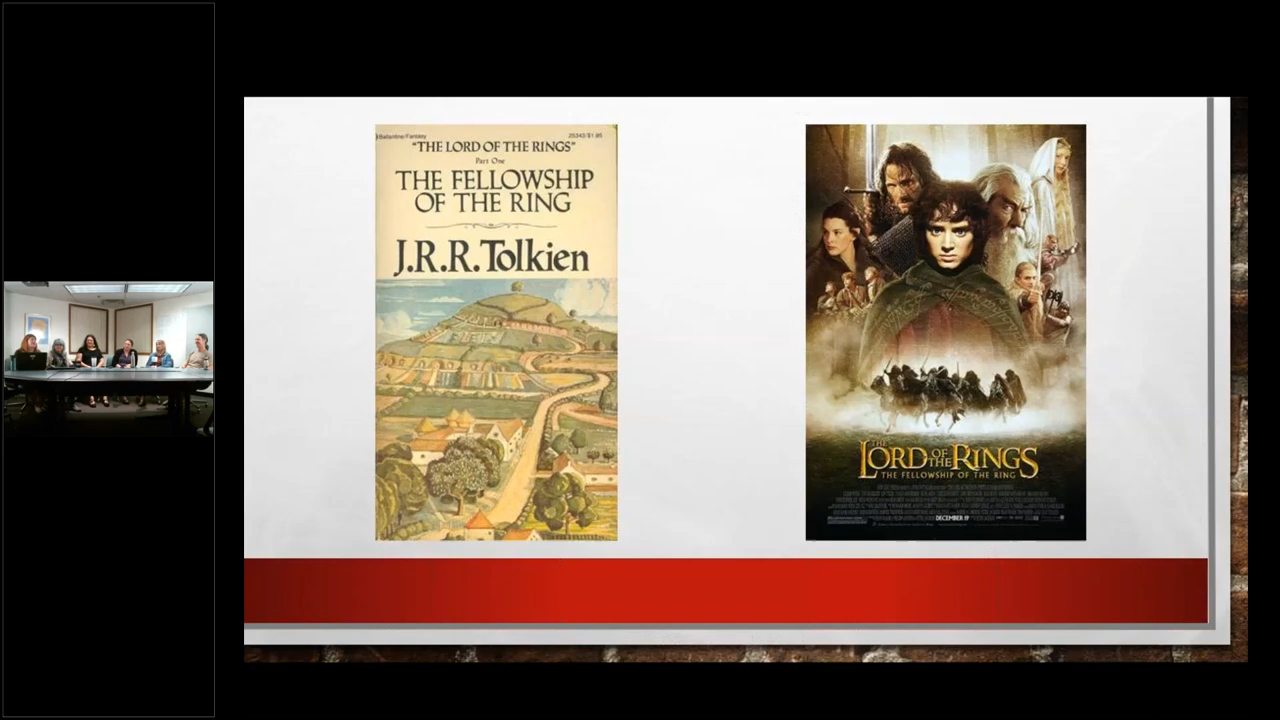 Ballantine/Fantasy
25343/$1.95
"THE LORD OF THE RINGS"
Part One
THE FELLOWSHIP
OF THE RING
J.R.R. Tolkien
THE
LORD OF THE RINGS
THE FELLOWSHIP OF THE RING
DECEMBER 19